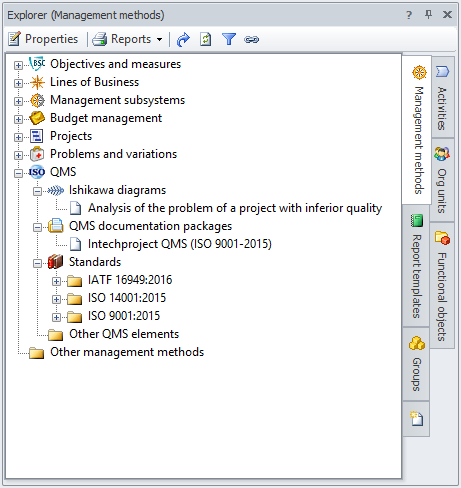 Explorer (Management methods)
Properties Reports
BSC Objectives and measures
Lines of Business
Management subsystems
Budget management
Projects
Problems and variations
ISO QMS
Ishikawa diagrams
Analysis of the problem of a project with inferior quality
QMS documentation packages
Intechproject QMS (ISO 9001-2015)
Standards
IATF 16949:2016
ISO 14001:2015
ISO 9001:2015
Other QMS elements
Other management methods
Management methods
Report templates
Groups
Activities
Org units
Functional objects